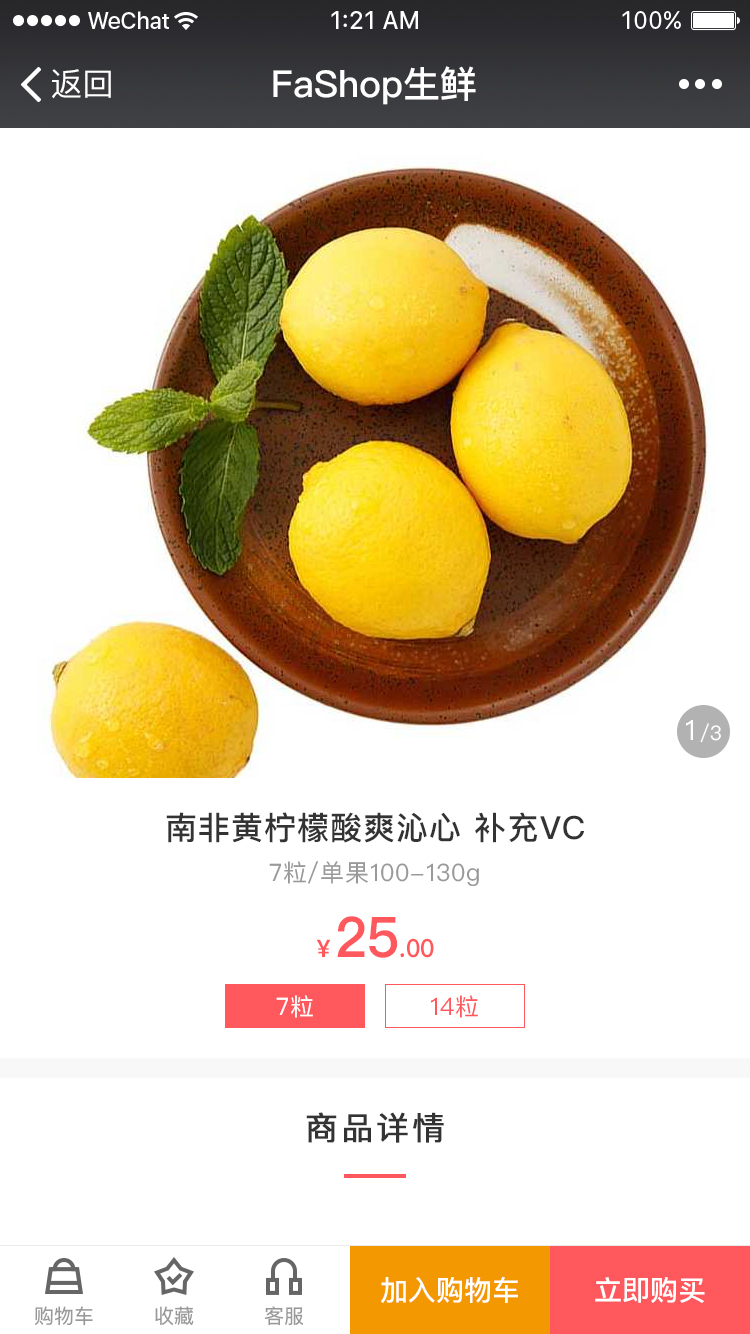 WeChat 1:21 AM 100%
返回 FaShop生鲜
1/3
南非黄柠檬酸爽沁心 补充VC
7粒/单果100–130g
¥25.00
7粒 14粒
商品详情
购物车 收藏 客服 加入购物车 立即购买